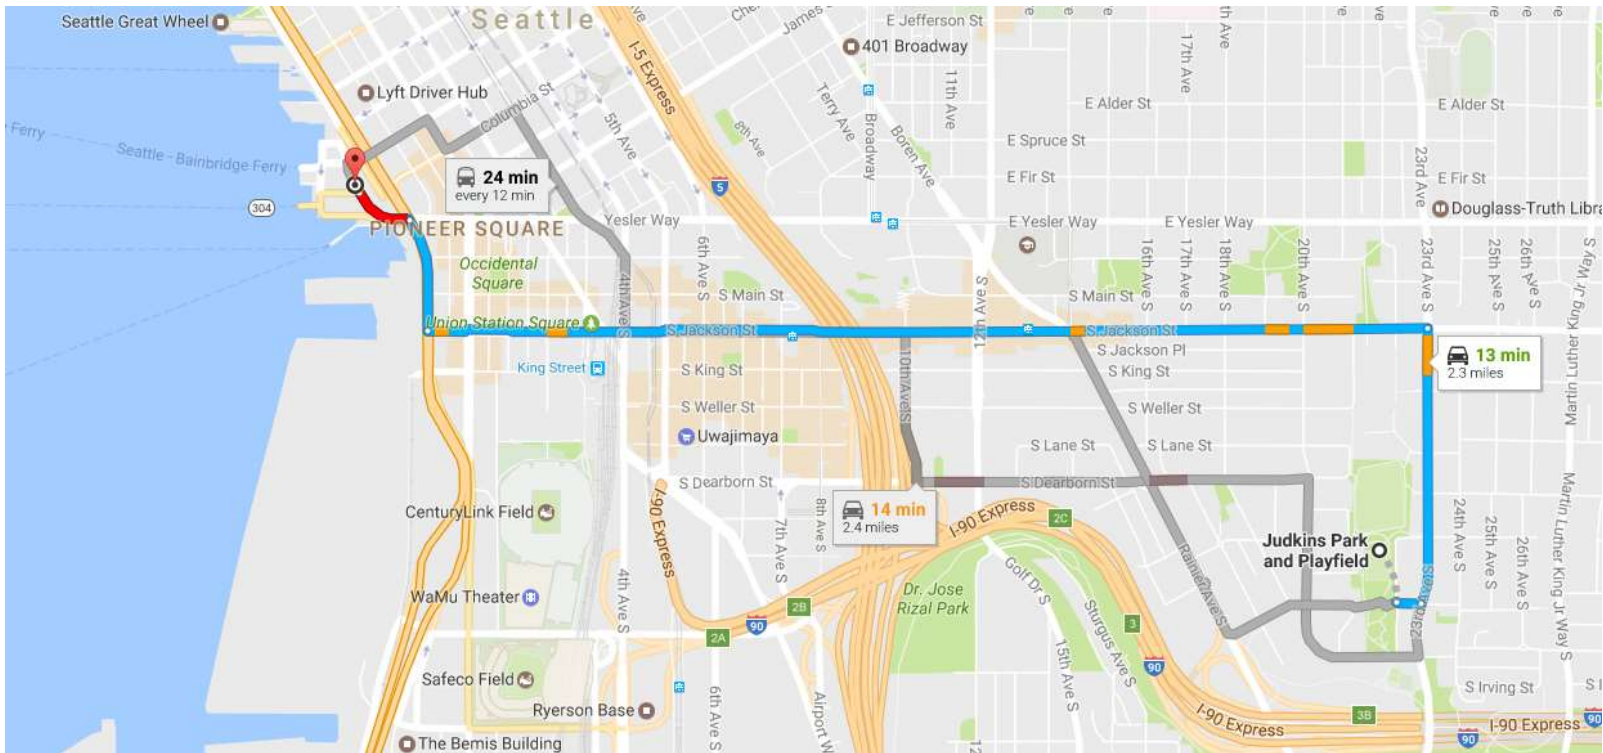 Seattle Great Wheel
Seattle
E Jefferson St
James St
401 Broadway
17th Ave
I-5 Express
Lyft Driver Hub
Columbia St
5th Ave
8th Ave
Terry Ave
Broadway
Boren Ave
11th Ave
E Alder St
E Alder St
Ferry
Seattle - Bainbridge Ferry
E Spruce St
23rd Ave
24 min
every 12 min
5
E Fir St
E Fir St
304
Douglass-Truth Libra
PIONEER SQUARE
Yesler Way
E Yesler Way
E Yesler Way
Occidental
Square
4th Ave S
6th Ave S
12th Ave S
16th Ave S
17th Ave S
18th Ave S
20th Ave S
23rd Ave S
25th Ave S
26th Ave S
Martin Luther King Jr Way S
S Main St
S Main St
Union Station Square
S Jackson St
S Jackson St
S Jackson Pl
13 min
2.3 miles
King Street
S King St
S King St
10th Ave S
S Weller St
S Weller St
Uwajimaya
S Lane St
S Lane St
S Dearborn St
S Dearborn St
I-90 Express
7th Ave S
8th Ave S
14 min
2.4 miles
I-90 Express
2C
CenturyLink Field
Judkins Park
and Playfield
24th Ave S
25th Ave S
26th Ave S
Martin Luther King Jr Way S
Rainier Ave S
23rd Ave S
WaMu Theater
4th Ave S
Dr. Jose
Rizal Park
Golf Dr S
Sturgus Ave S
15th Ave S
2B
2A
90
3
90
Safeco Field
6th Ave S
Airport W
S Irving St
S I
Ryerson Base
I-90 Express
3B
I-90 Express
90
90
The Bemis Building
12